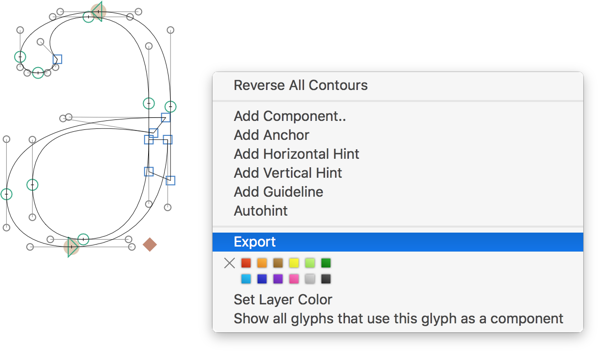 Reverse All Contours
Add Component..
Add Anchor
Add Horizontal Hint
Add Vertical Hint
Add Guideline
Autohint
Export
Set Layer Color
Show all glyphs that use this glyph as a component